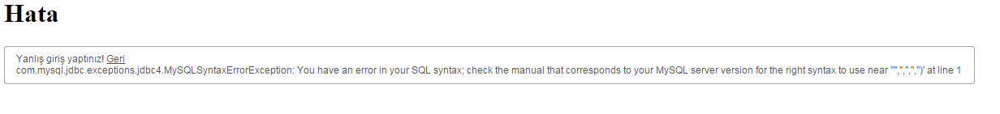 Hata
Yanlış giriş yaptınız! Geri
com.mysql.jdbc.exceptions.jdbc4.MySQLSyntaxErrorException: You have an error in your SQL syntax; check the manual that corresponds to your MySQL server version for the right syntax to use near ''','','','')' at line 1